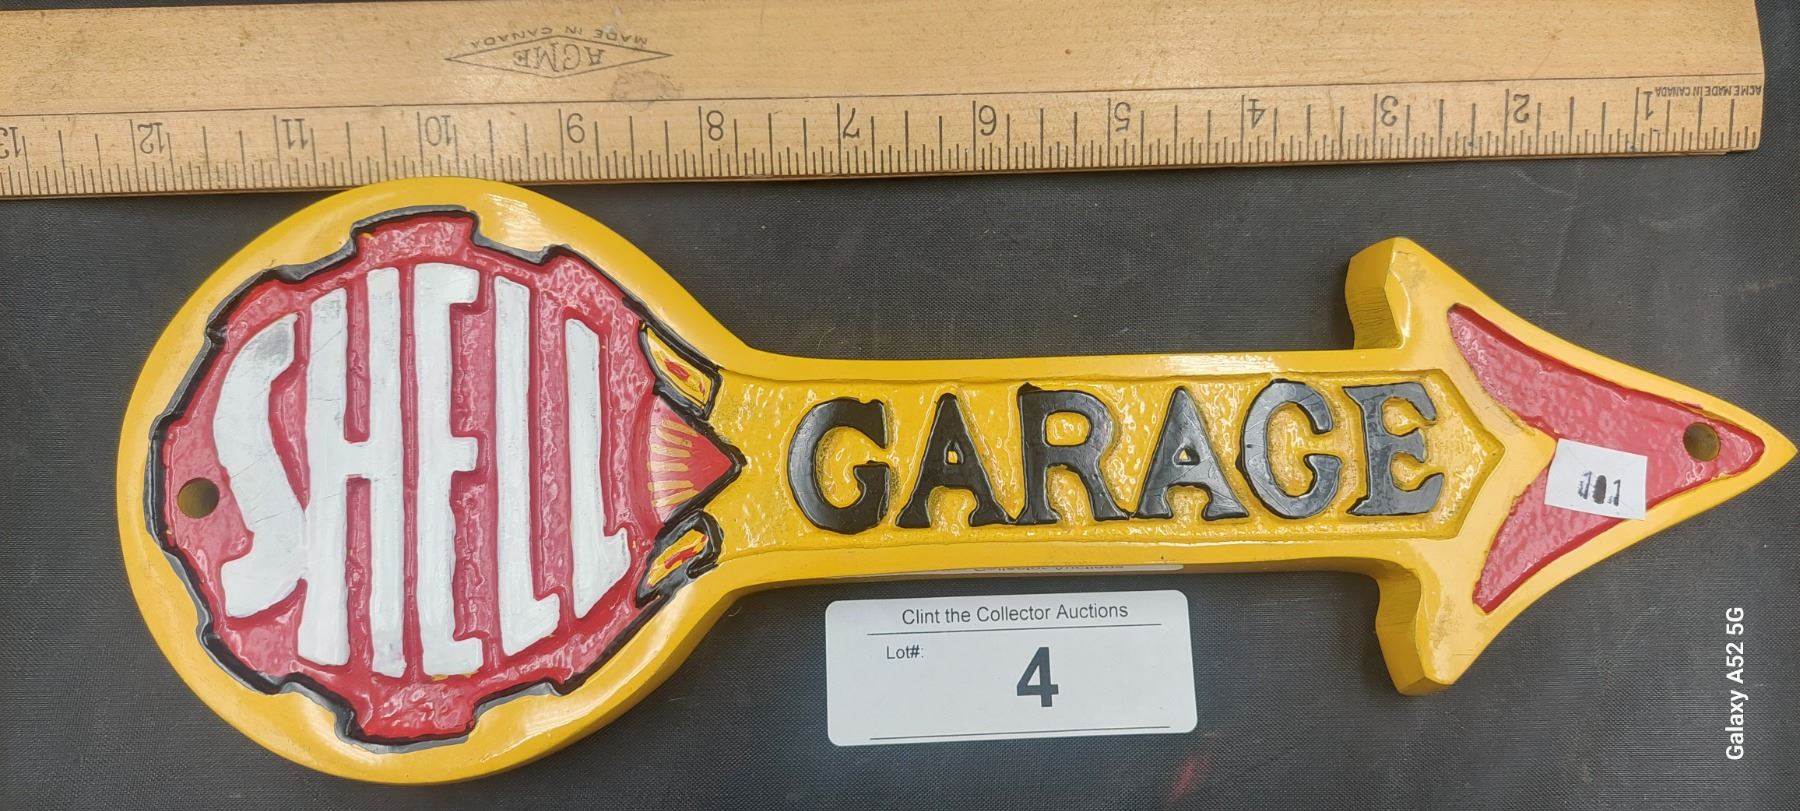 MADE IN CANADA
ACME
ACME MADE IN CANADA
13 12 11 10 9 8 7 6 5 4 3 2 1
SHELL
GARAGE
Clint the Collector Auctions
Lot#:
4
Galaxy A52 5G